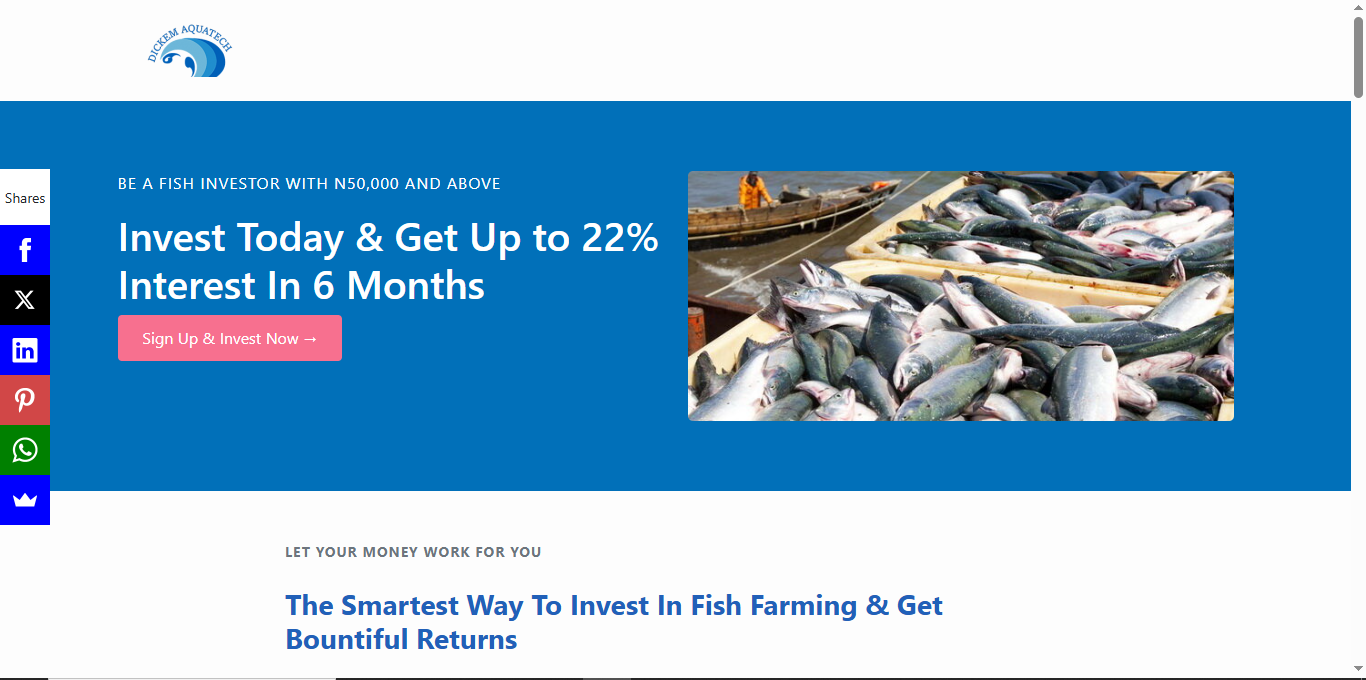 DICKEM AQUATECH
BE A FISH INVESTOR WITH N50,000 AND ABOVE
Invest Today & Get Up to 22%
Interest In 6 Months
Sign Up & Invest Now →
Shares
LET YOUR MONEY WORK FOR YOU
The Smartest Way To Invest In Fish Farming & Get
Bountiful Returns